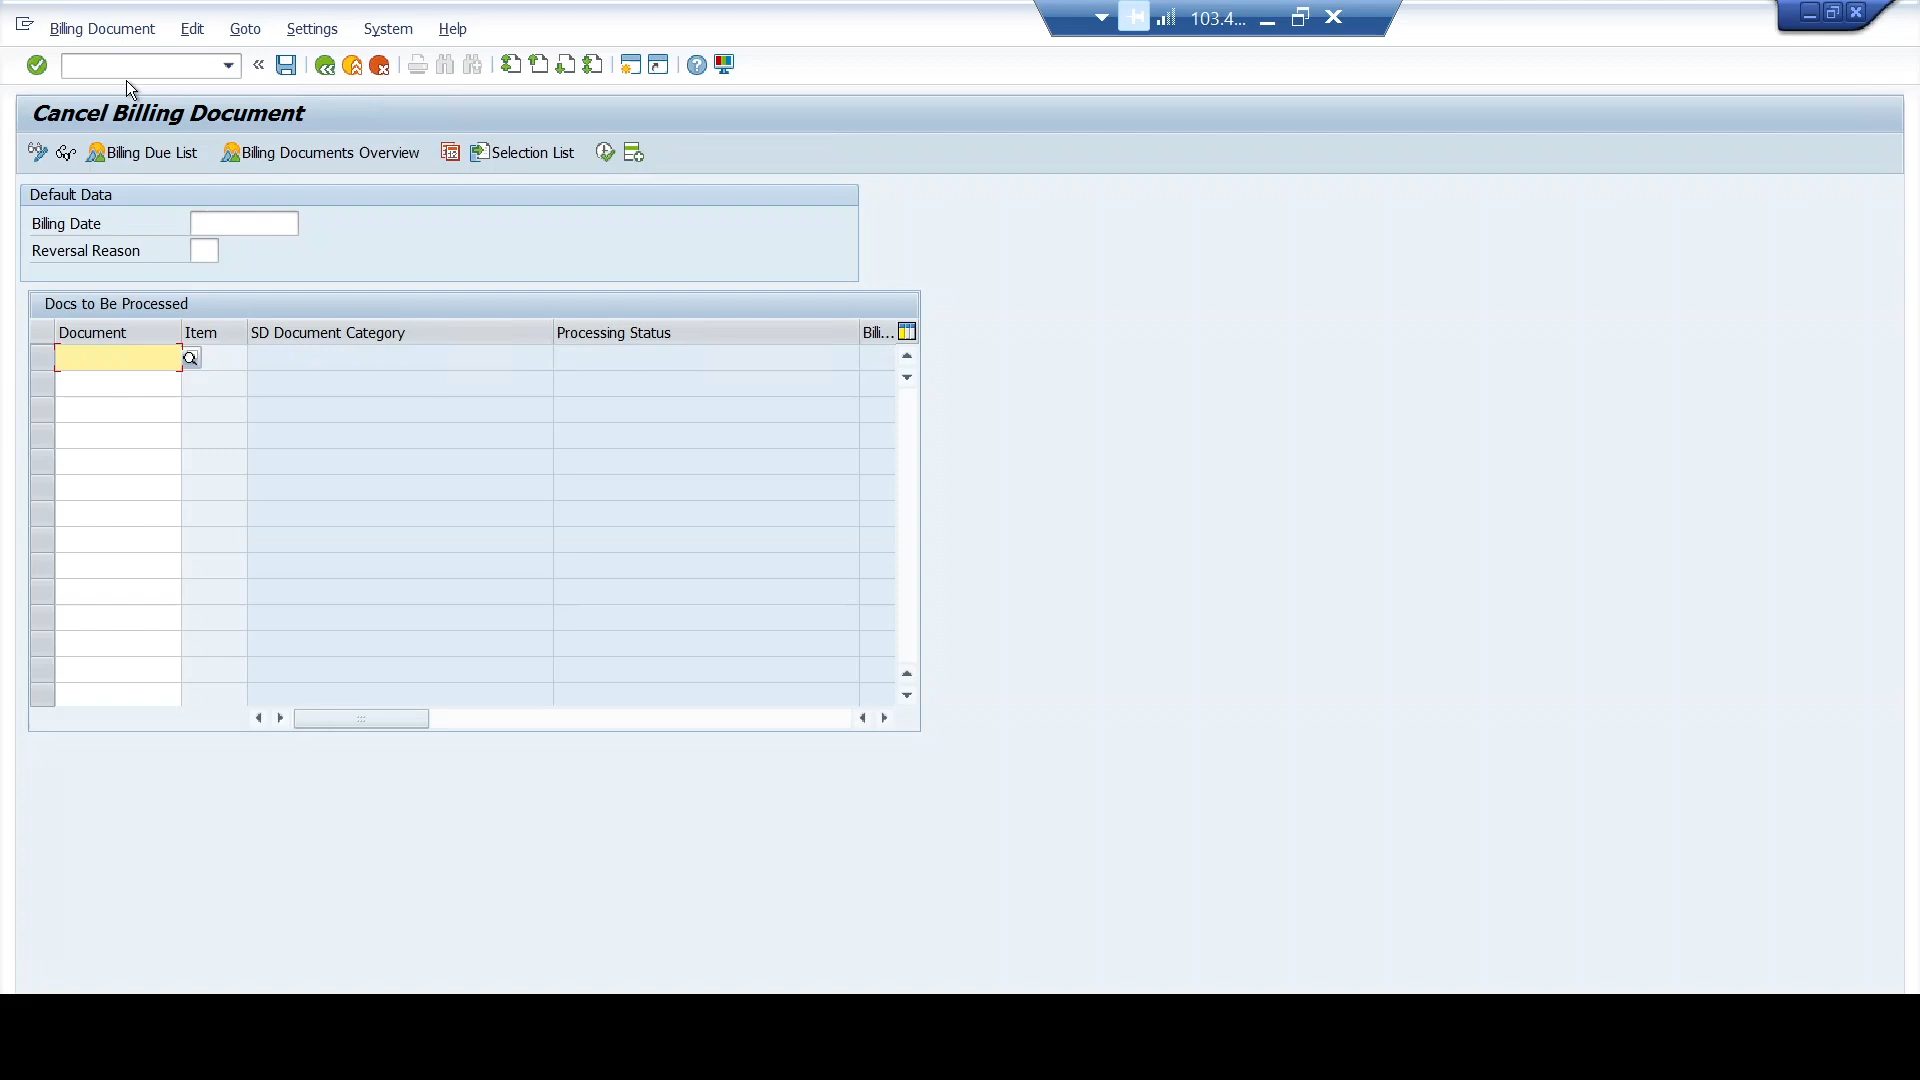 Billing Document Edit Goto Settings System Help
103.4...
Cancel Billing Document
Billing Due List Billing Documents Overview Selection List
Default Data
Billing Date
Reversal Reason
Docs to Be Processed
Document Item SD Document Category Processing Status Billi...